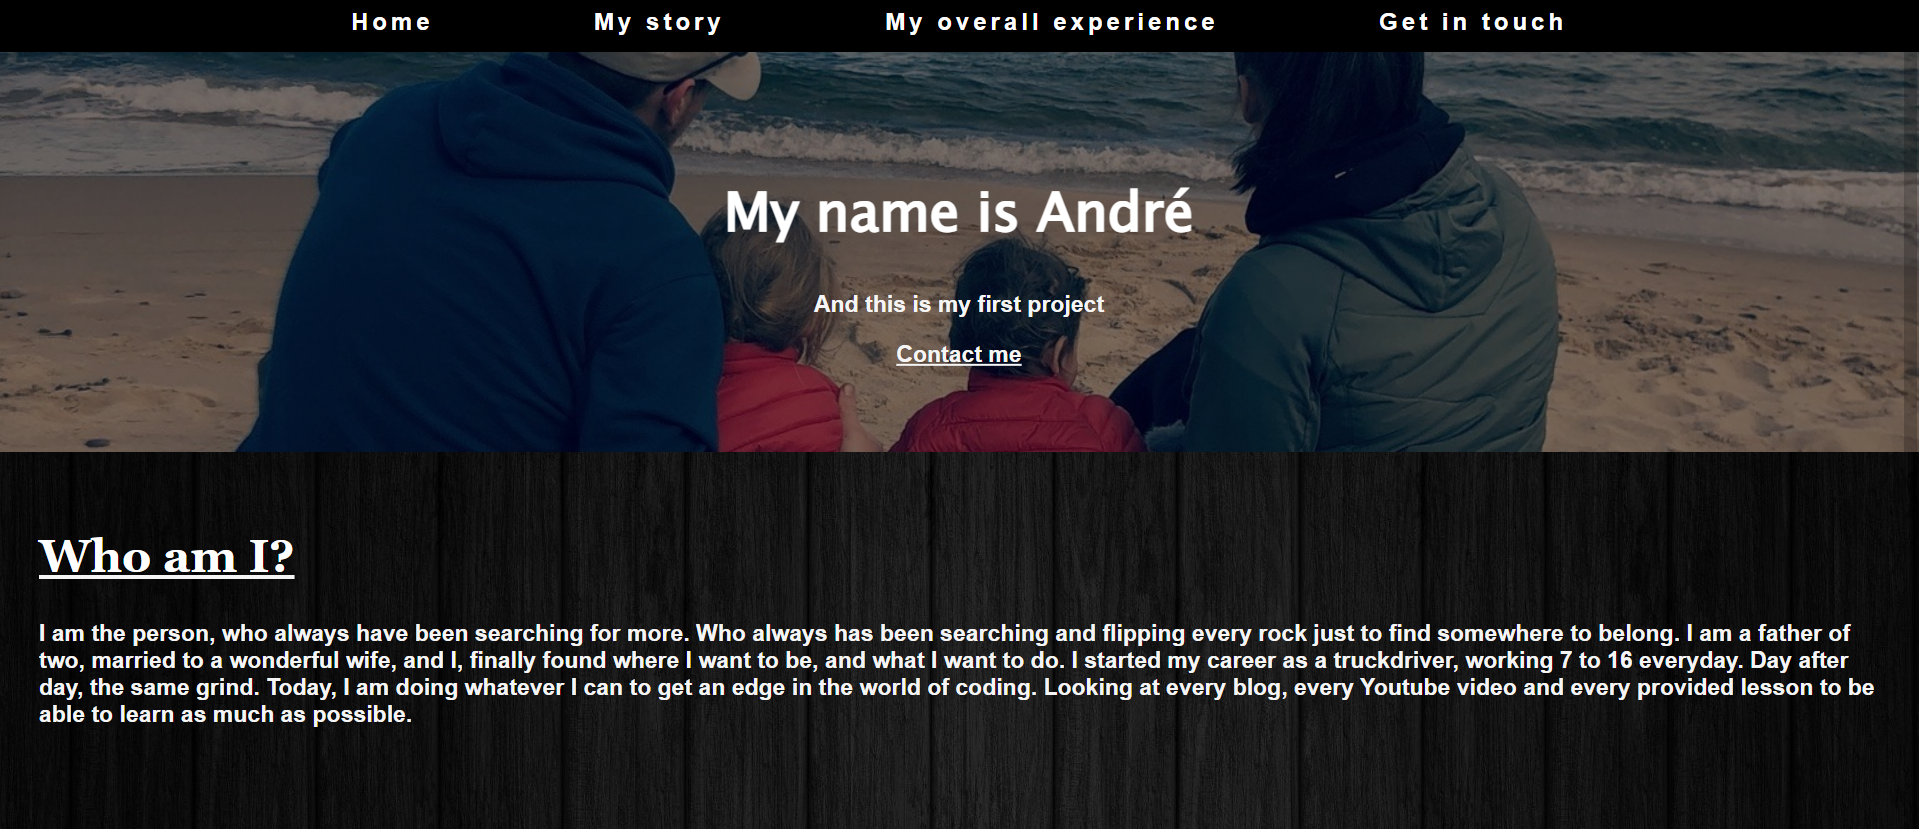 Home My story My overall experience Get in touch
My name is André
And this is my first project
Contact me
Who am I?
I am the person, who always have been searching for more. Who always has been searching and flipping every rock just to find somewhere to belong. I am a father of
two, married to a wonderful wife, and I, finally found where I want to be, and what I want to do. I started my career as a truckdriver, working 7 to 16 everyday. Day after
day, the same grind. Today, I am doing whatever I can to get an edge in the world of coding. Looking at every blog, every Youtube video and every provided lesson to be
able to learn as much as possible.